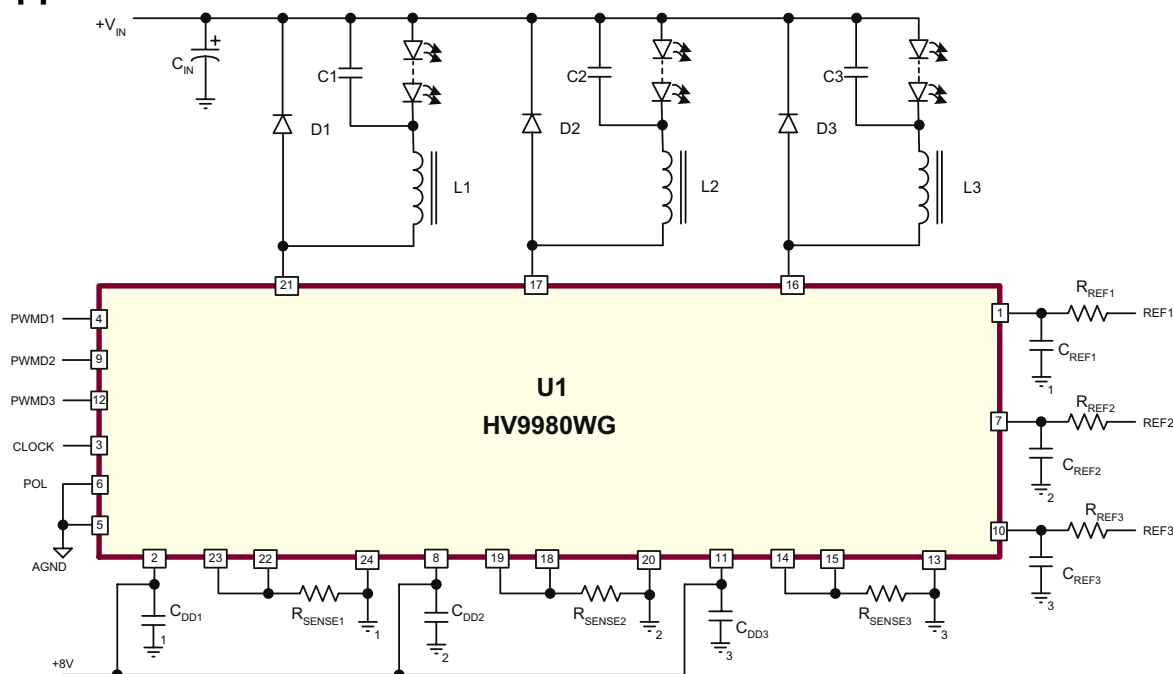 +V_IN
+
C_IN
C1
C2
C3
D1
D2
D3
L1
L2
L3
21
17
16
PWMD1
4
1
R_REF1
REF1
C_REF1
1
PWMD2
9
PWMD3
12
U1
HV9980WG
7
R_REF2
REF2
C_REF2
2
CLOCK
3
POL
6
5
AGND
10
R_REF3
REF3
C_REF3
3
2
23
22
24
8
19
18
20
11
14
15
13
C_DD1
1
R_SENSE1
1
C_DD2
2
R_SENSE2
2
C_DD3
3
R_SENSE3
3
+8V